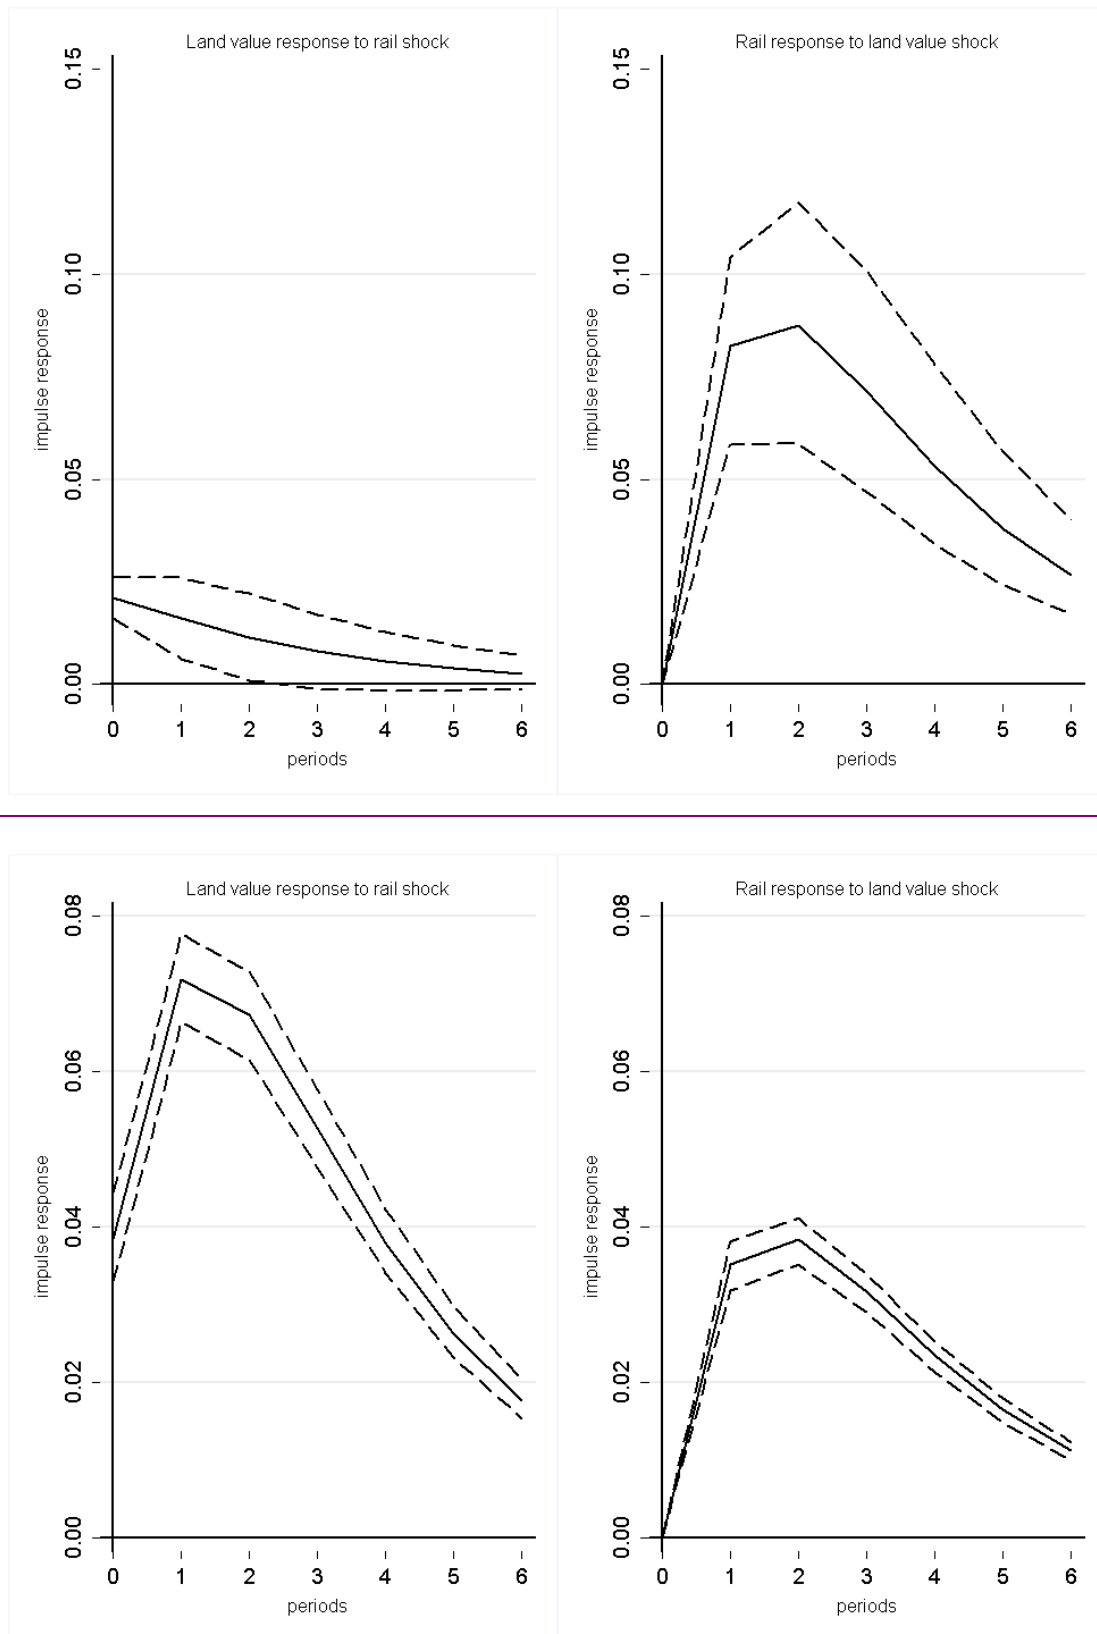 Land value response to rail shock
0.15
0.10
0.05
0.00
impulse response
0 1 2 3 4 5 6
periods
Rail response to land value shock
0.15
0.10
0.05
0.00
impulse response
0 1 2 3 4 5 6
periods
Land value response to rail shock
0.08
0.06
0.04
0.02
0.00
impulse response
0 1 2 3 4 5 6
periods
Rail response to land value shock
0.08
0.06
0.04
0.02
0.00
impulse response
0 1 2 3 4 5 6
periods